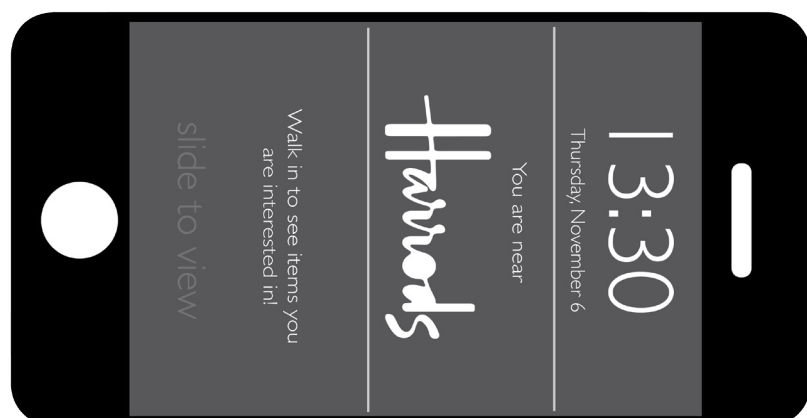 13:30
Thursday, November 6
You are near
Harrods
Walk in to see items you
are interested in!
slide to view